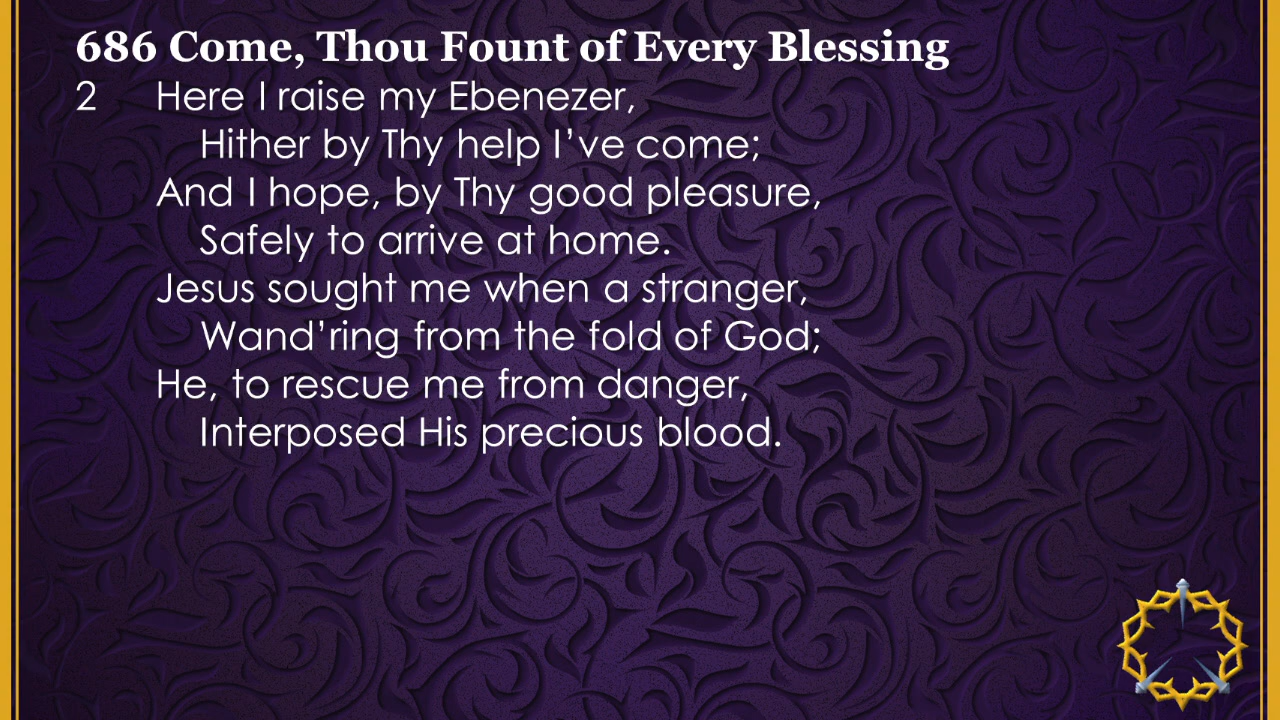 686 Come, Thou Fount of Every Blessing
2 Here I raise my Ebenezer,
Hither by Thy help I’ve come;
And I hope, by Thy good pleasure,
Safely to arrive at home.
Jesus sought me when a stranger,
Wand’ring from the fold of God;
He, to rescue me from danger,
Interposed His precious blood.